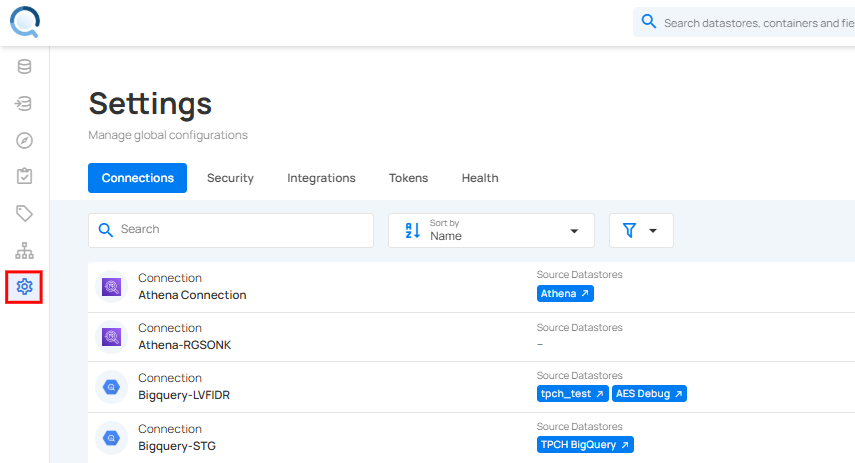 Search datastores, containers and fie
Settings
Manage global configurations
Connections Security Integrations Tokens Health
Search
Sort by
Name
Connection
Athena Connection
Source Datastores
Athena
Connection
Athena-RGSONK
Source Datastores
–
Connection
Bigquery-LVFIDR
Source Datastores
tpch_test AES Debug
Connection
Bigquery-STG
Source Datastores
TPCH BigQuery